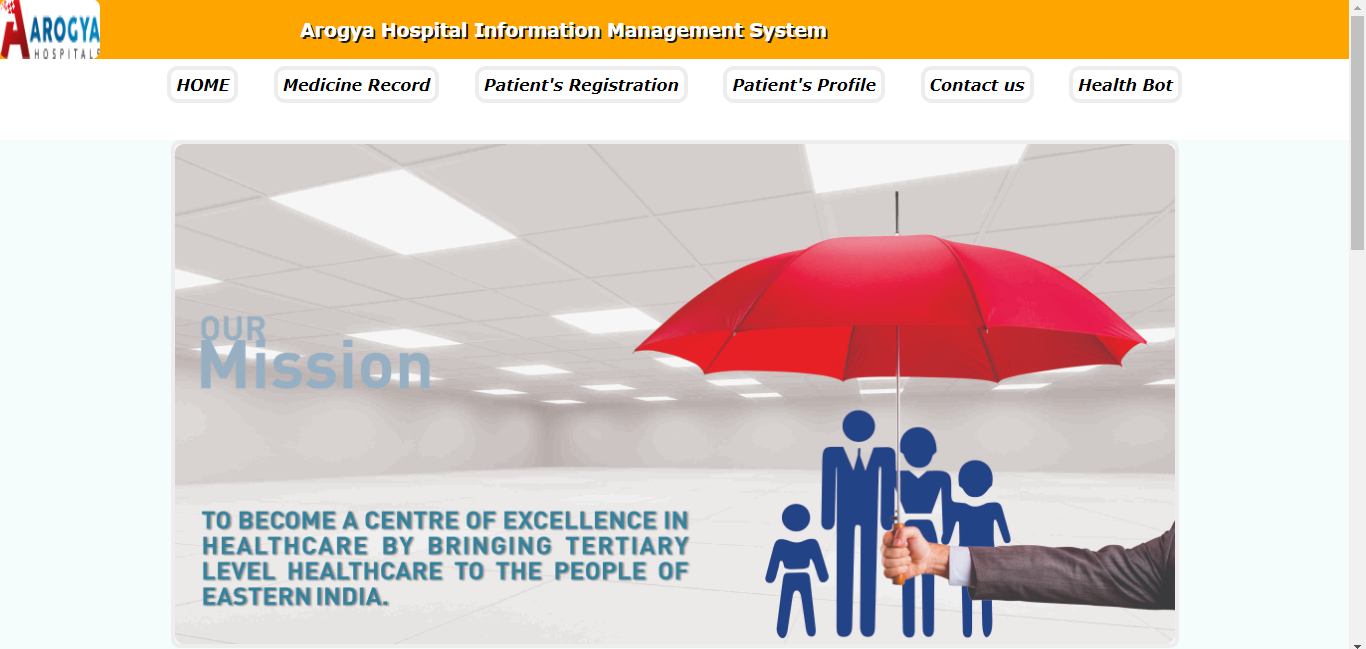 AROGYA
HOSPITALS
Arogya Hospital Information Management System
HOME
Medicine Record
Patient's Registration
Patient's Profile
Contact us
Health Bot
OUR
Mission
TO BECOME A CENTRE OF EXCELLENCE IN
HEALTHCARE BY BRINGING TERTIARY
LEVEL HEALTHCARE TO THE PEOPLE OF
EASTERN INDIA.